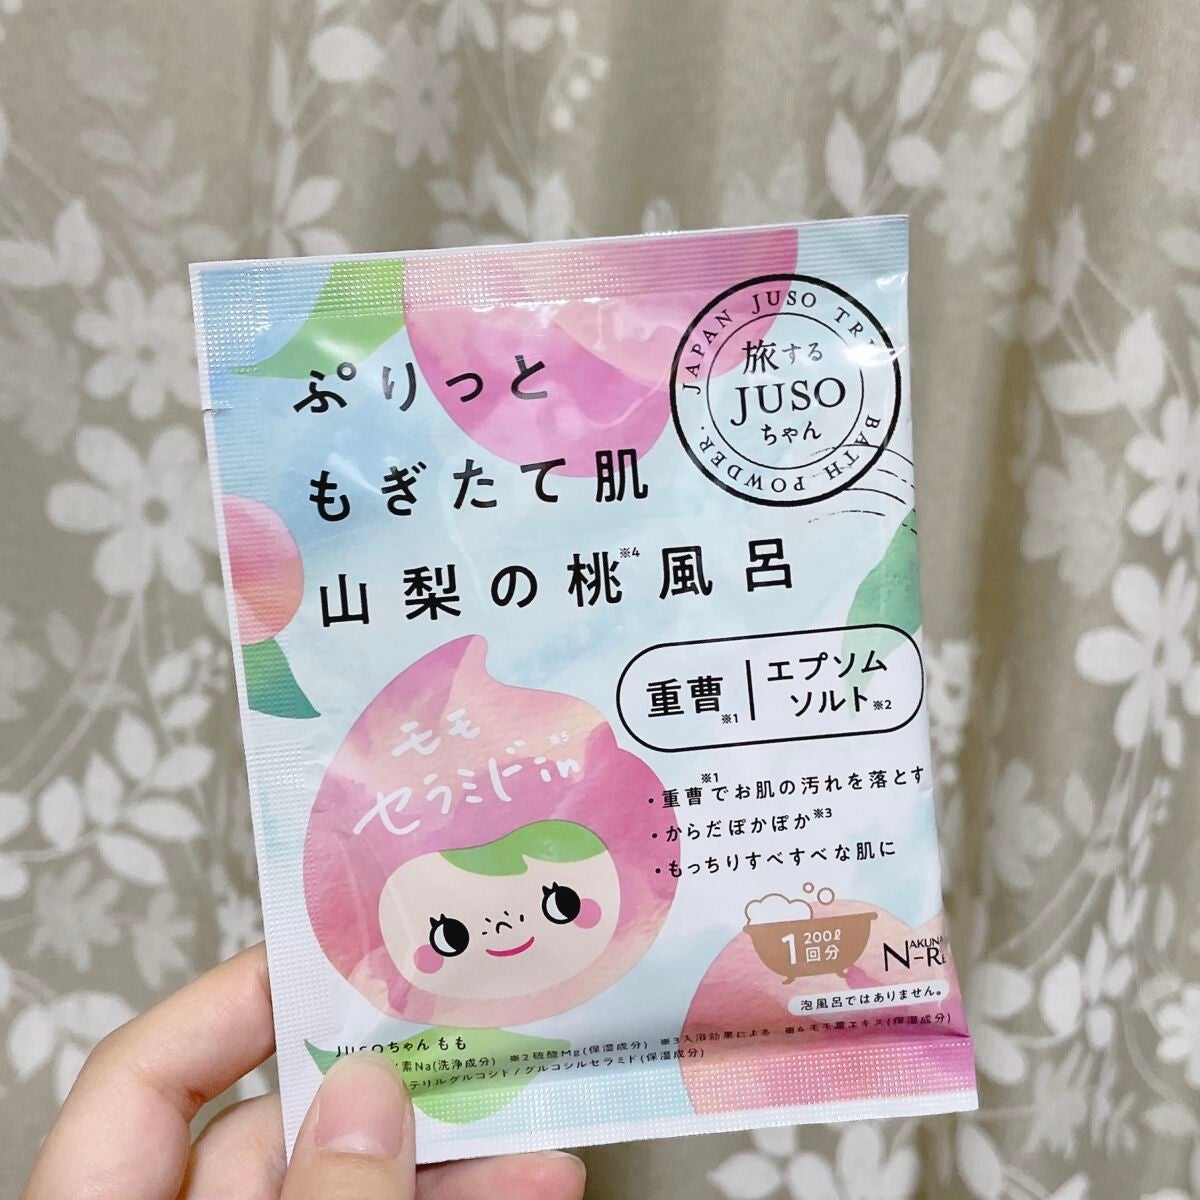 JAPAN JUSO TRI
BATH POWDER.
旅する
JUSO
ちゃん
ぷりっと
もぎたて肌
山梨の桃※4風呂
重曹※1
エプソム
ソルト※2
モモ
セラミドin※5
・重曹※1でお肌の汚れを落とす
・からだぽかぽか※3
・もっちりすべすべな肌に
1回分
200ℓ
泡風呂ではありません。
JUSOちゃん もも
素Na(洗浄成分) ※2硫酸Mg(保湿成分) ※3入浴効果による ※4モモ葉エキス(保湿成分)
テリルグルコシド/グルコシルセラミド(保湿成分)